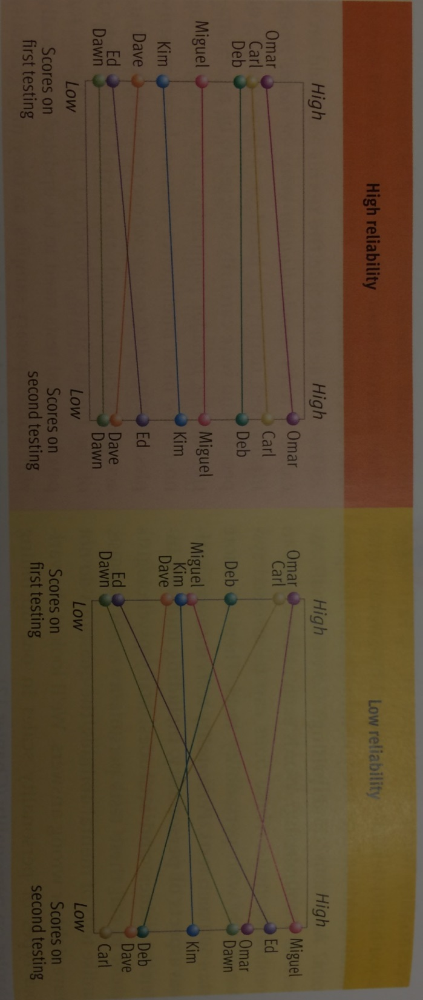 High reliability
High
High
Omar
Carl
Deb
Miguel
Kim
Dave
Ed
Dawn
Omar
Carl
Deb
Miguel
Kim
Ed
Dave
Dawn
Low
Low
Scores on
first testing
Scores on
second testing
Low reliability
High
High
Omar
Carl
Deb
Miguel
Kim
Dave
Ed
Dawn
Miguel
Ed
Omar
Dawn
Kim
Deb
Dave
Carl
Low
Low
Scores on
first testing
Scores on
second testing